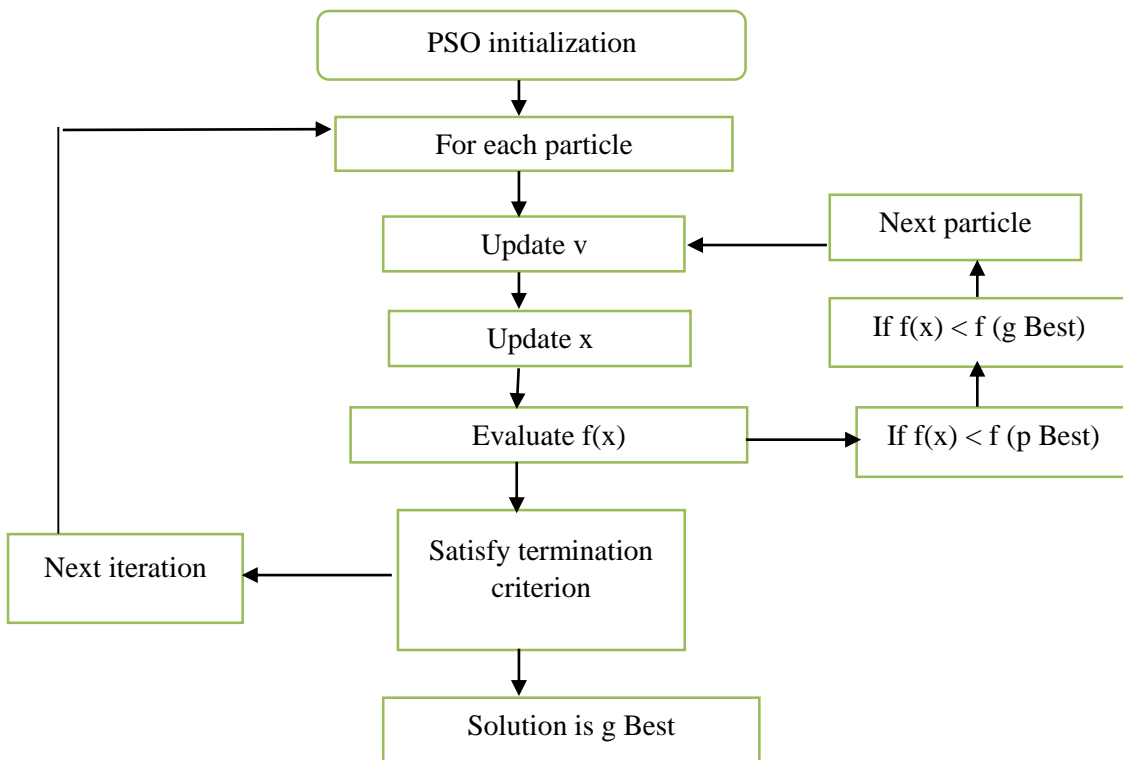 PSO initialization
For each particle
Update v
Next particle
Update x
If f(x) < f (g Best)
Evaluate f(x)
If f(x) < f (p Best)
Satisfy termination
criterion
Next iteration
Solution is g Best